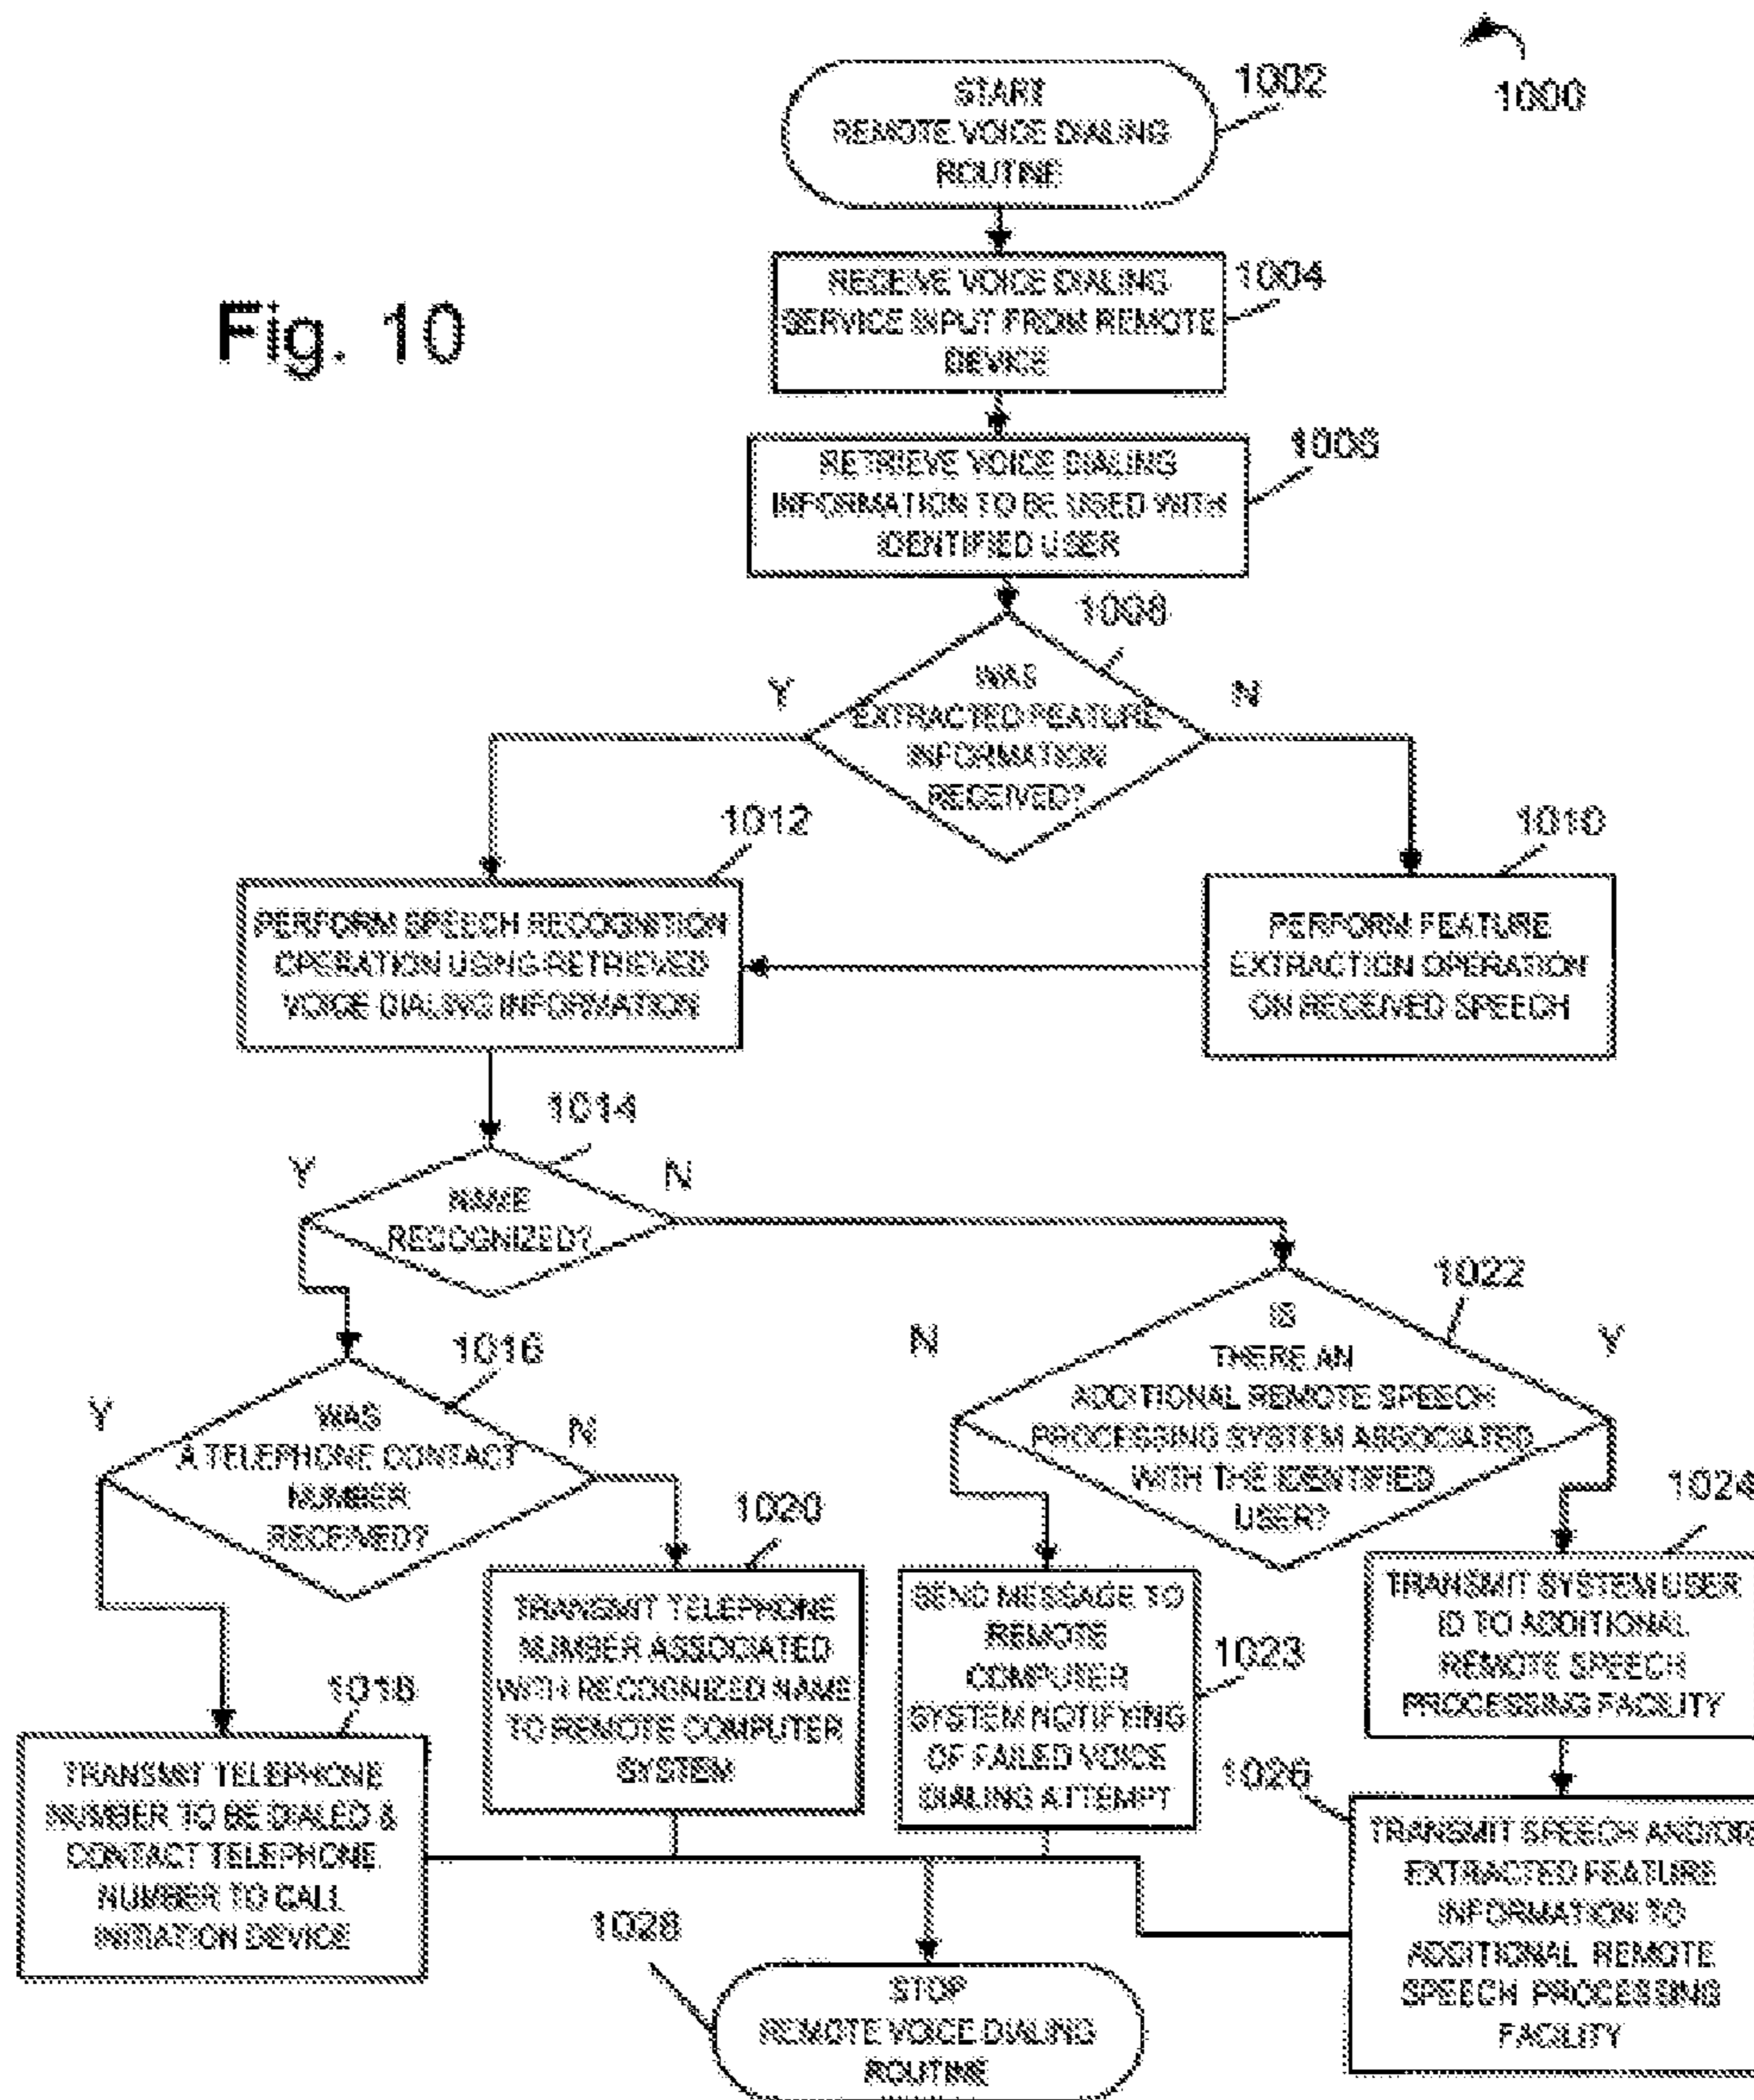 1000
START
REMOTE VOICE DIALING
ROUTINE
1002
Fig. 10
RECEIVE VOICE DIALING
SERVICE INPUT FROM REMOTE
DEVICE
1004
RETRIEVE VOICE DIALING
INFORMATION TO BE USED WITH
IDENTIFIED USER
1006
1008
WAS
EXTRACTED FEATURE
INFORMATION
RECEIVED?
Y
N
1012
1010
PERFORM SPEECH RECOGNITION
OPERATION USING RETRIEVED
VOICE DIALING INFORMATION
PERFORM FEATURE
EXTRACTION OPERATION
ON RECEIVED SPEECH
1014
Y
N
NAME
RECOGNIZED?
1016
Y
N
WAS
A TELEPHONE CONTACT
NUMBER
RECEIVED?
1022
N
Y
IS
THERE AN
ADDITIONAL REMOTE SPEECH
PROCESSING SYSTEM ASSOCIATED
WITH THE IDENTIFIED
USER?
1018
TRANSMIT TELEPHONE
NUMBER TO BE DIALED &
CONTACT TELEPHONE
NUMBER TO CALL
INITIATION DEVICE
1020
TRANSMIT TELEPHONE
NUMBER ASSOCIATED
WITH RECOGNIZED NAME
TO REMOTE COMPUTER
SYSTEM
SEND MESSAGE TO
REMOTE
COMPUTER
SYSTEM NOTIFYING
OF FAILED VOICE
DIALING ATTEMPT
1023
1024
TRANSMIT SYSTEM USER
ID TO ADDITIONAL
REMOTE SPEECH
PROCESSING FACILITY
1026
TRANSMIT SPEECH AND/OR
EXTRACTED FEATURE
INFORMATION TO
ADDITIONAL REMOTE
SPEECH PROCESSING
FACILITY
1028
STOP
REMOTE VOICE DIALING
ROUTINE